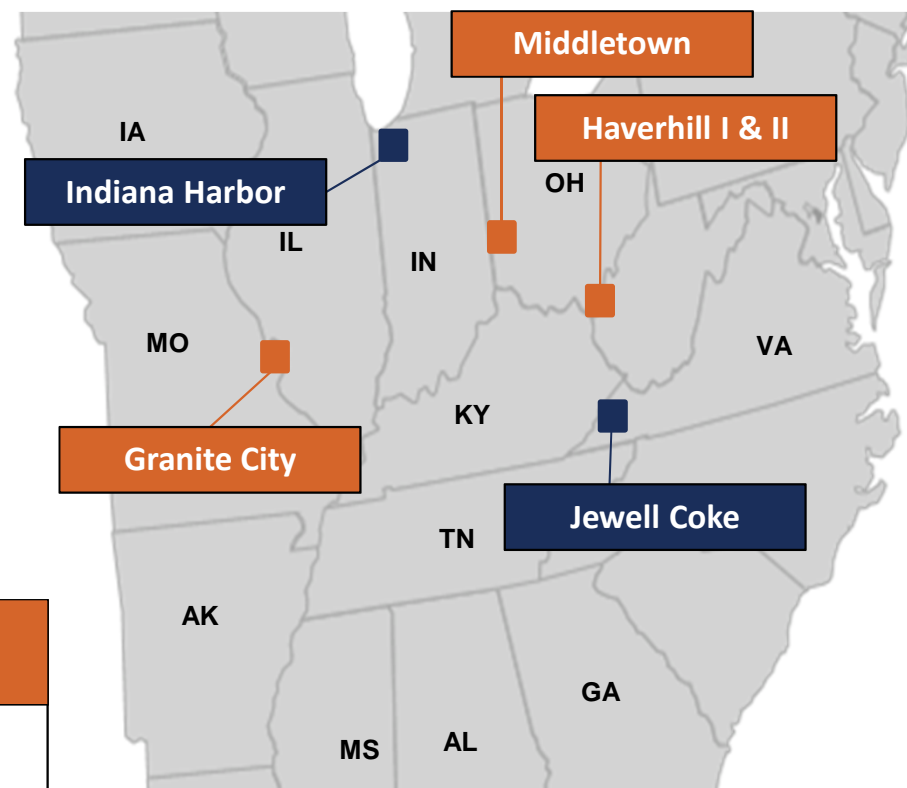 Middletown
Haverhill I & II
IA
Indiana Harbor
OH
IL
IN
MO
VA
KY
Granite City
Jewell Coke
TN
AK
GA
MS
AL